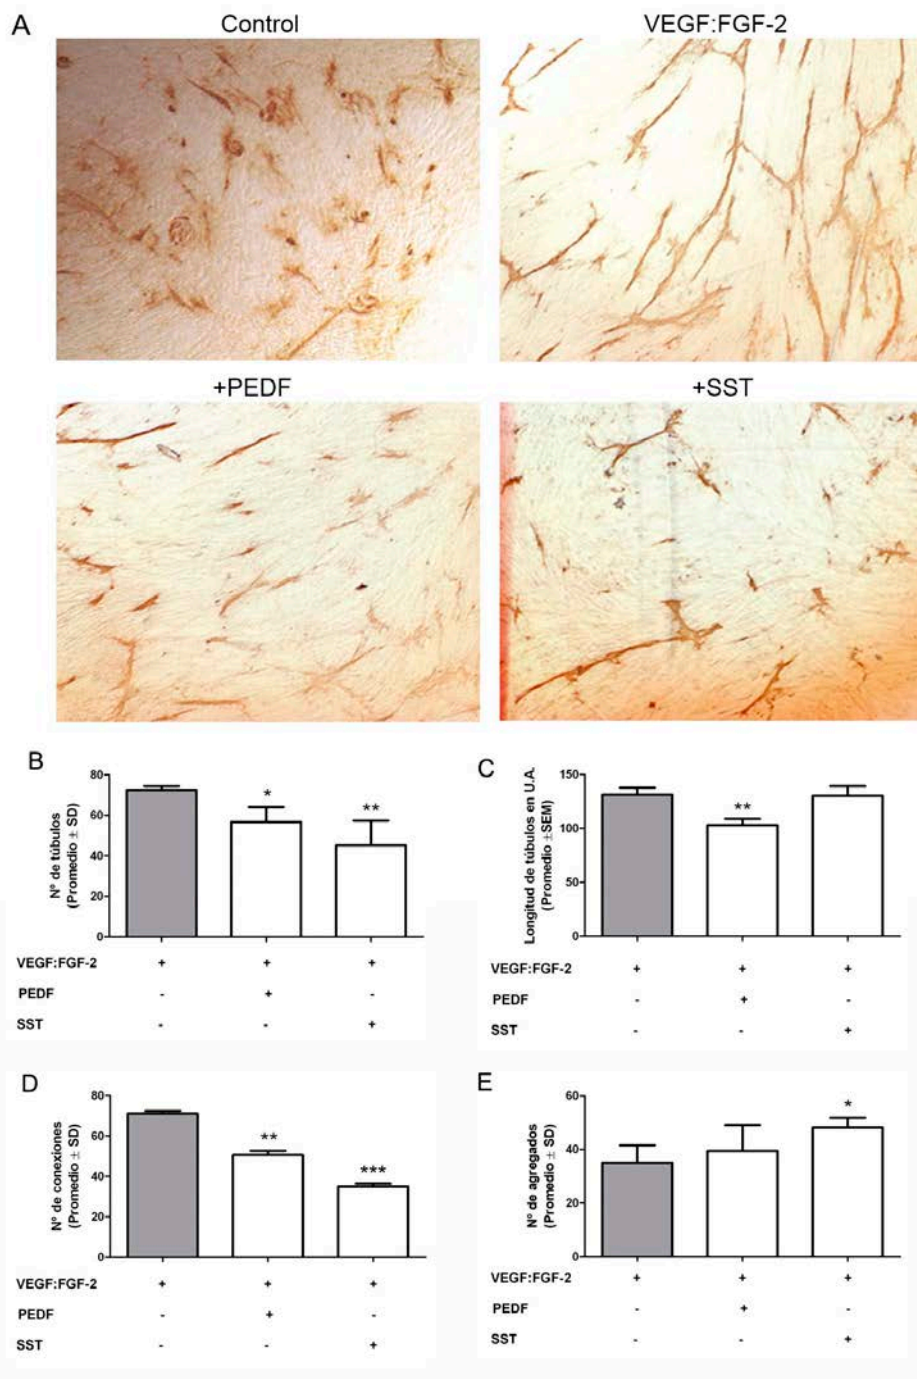 A
Control
VEGF:FGF-2
+PEDF
+SST
B
80
60
40
20
0
Nº de túbulos
(Promedio ± SD)
*
**
VEGF:FGF-2 + + +
PEDF - + -
SST - - +
C
150
100
50
0
Longitud de túbulos en U.A.
(Promedio ±SEM)
**
VEGF:FGF-2 + + +
PEDF - + -
SST - - +
D
80
60
40
20
0
Nº de conexiones
(Promedio ± SD)
**
***
VEGF:FGF-2 + + +
PEDF - + -
SST - - +
E
60
40
20
0
Nº de agregados
(Promedio ± SD)
*
VEGF:FGF-2 + + +
PEDF - + -
SST - - +